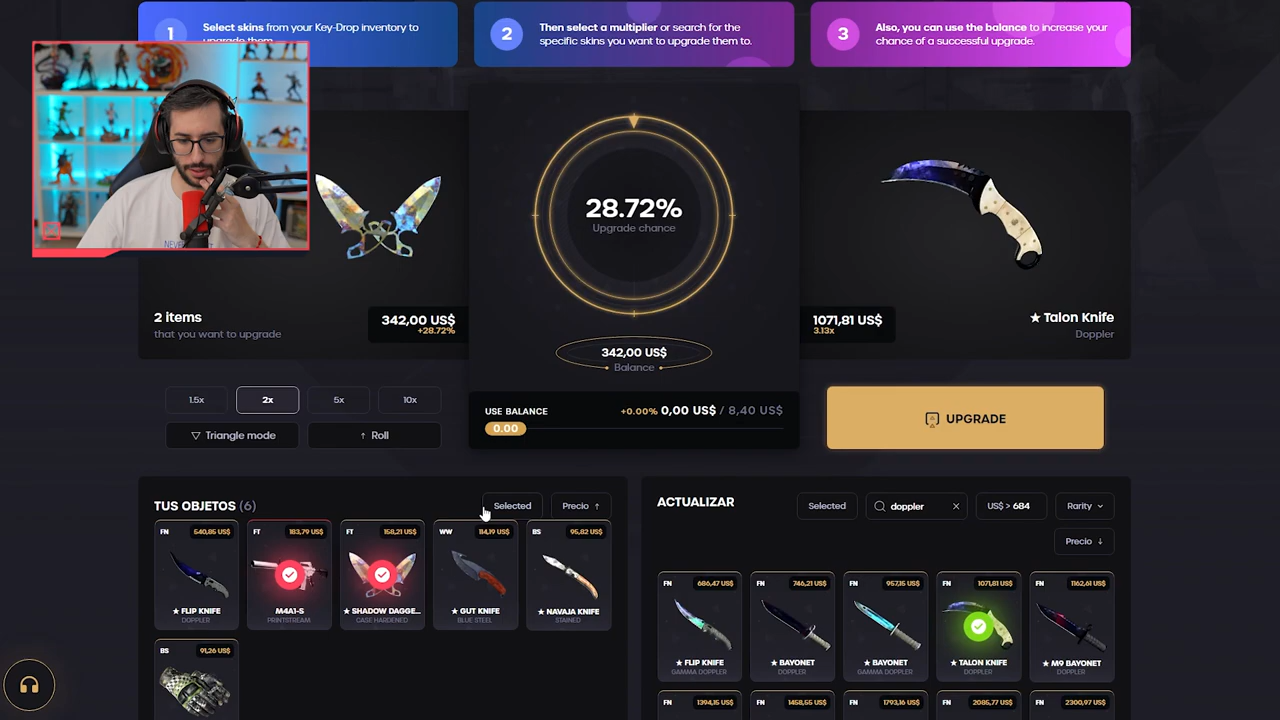 1
Select skins from your Key-Drop inventory to
upgrade them.
2
Then select a multiplier or search for the
specific skins you want to upgrade them to.
3
Also, you can use the balance to increase your
chance of a successful upgrade.
28.72%
Upgrade chance
2 items
that you want to upgrade
342,00 US$
+28.72%
342,00 US$
Balance
1071,81 US$
3.13x
★ Talon Knife
Doppler
1.5x
2x
5x
10x
▽ Triangle mode
↑ Roll
USE BALANCE
+0.00% 0,00 US$ / 8,40 US$
0.00
UPGRADE
TUS OBJETOS (6)
Selected
Precio ↑
FN 540,85 US$
★ FLIP KNIFE
DOPPLER
FT 183,79 US$
M4A1-S
PRINTSTREAM
FT 158,21 US$
★ SHADOW DAGGE...
CASE HARDENED
WW 114,19 US$
★ GUT KNIFE
BLUE STEEL
BS 95,82 US$
★ NAVAJA KNIFE
STAINED
BS 91,26 US$
ACTUALIZAR
Selected
doppler
US$ > 684
Rarity
Precio ↓
FN 686,47 US$
★ FLIP KNIFE
GAMMA DOPPLER
FN 746,21 US$
★ BAYONET
DOPPLER
FN 957,15 US$
★ BAYONET
GAMMA DOPPLER
FN 1071,81 US$
★ TALON KNIFE
DOPPLER
FN 1162,61 US$
★ M9 BAYONET
DOPPLER
FN 1394,15 US$
FN 1458,55 US$
FN 1793,16 US$
FN 2085,77 US$
FN 2300,97 US$